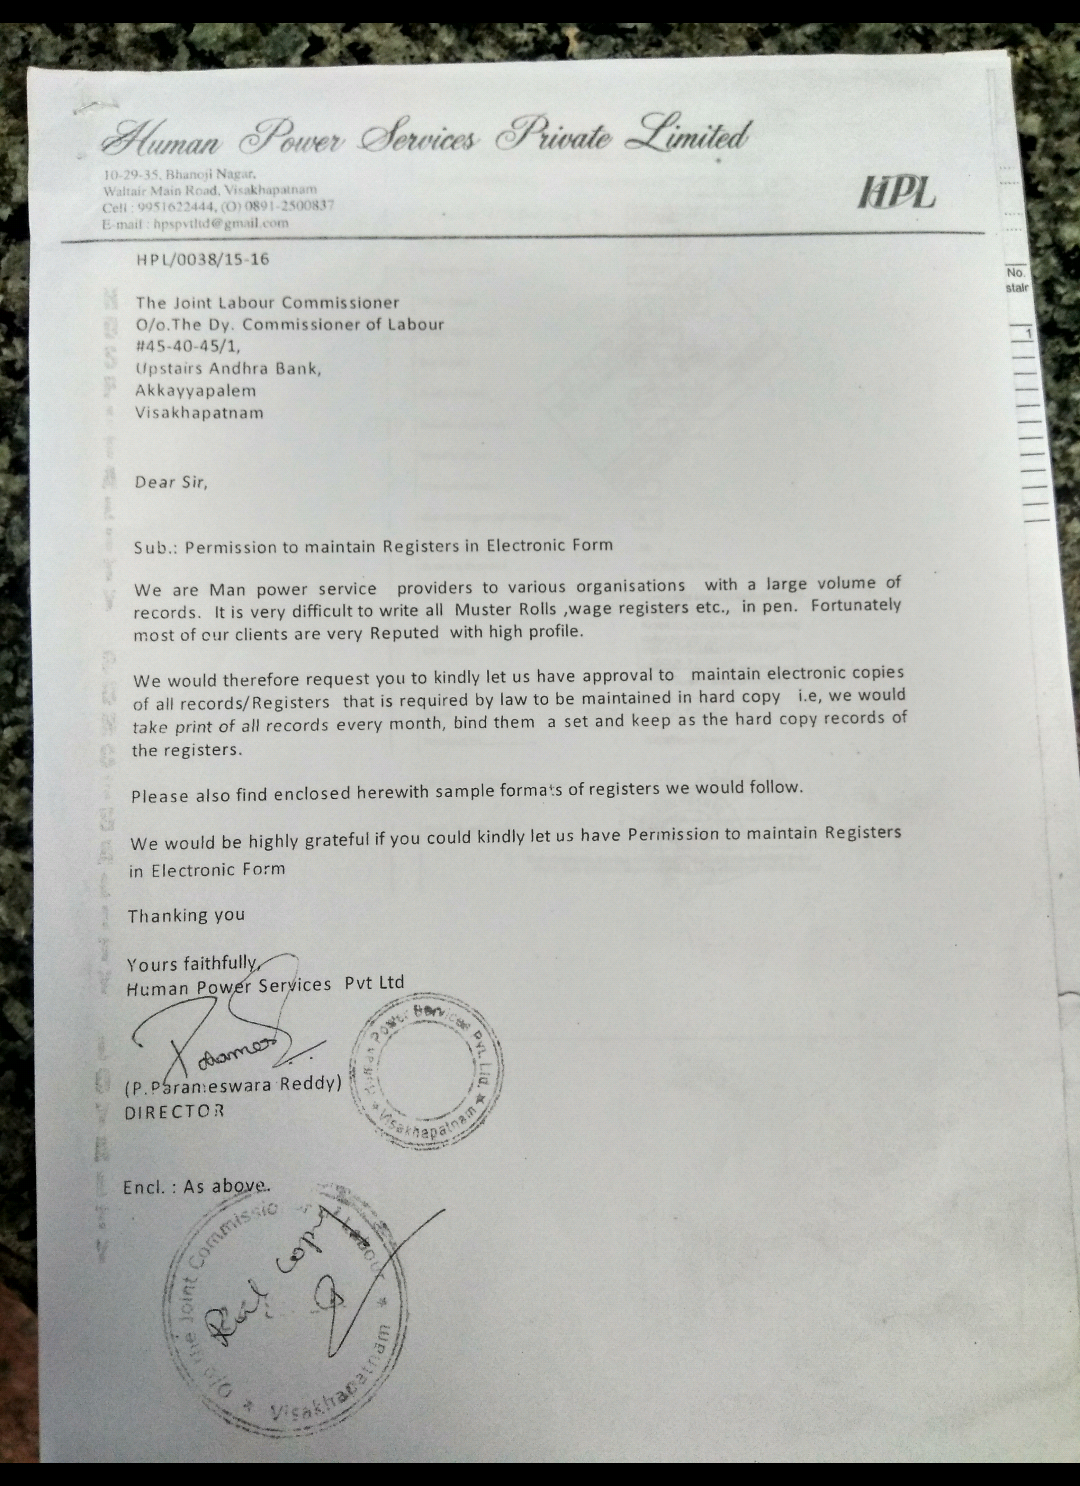 Human Power Services Private Limited
10-29-35, Bhanoji Nagar,
Waltair Main Road, Visakhapatnam
Cell : 9951622444, (O) 0891-2500837
E-mail : hpspvtltd@gmail.com
HPL
HPL/0038/15-16
No.
stair
1
The Joint Labour Commissioner
O/o.The Dy. Commissioner of Labour
#45-40-45/1,
Upstairs Andhra Bank,
Akkayyapalem
Visakhapatnam
Dear Sir,
Sub.: Permission to maintain Registers in Electronic Form
We are Man power service providers to various organisations with a large volume of
records. It is very difficult to write all Muster Rolls ,wage registers etc., in pen. Fortunately
most of our clients are very Reputed with high profile.
We would therefore request you to kindly let us have approval to maintain electronic copies
of all records/Registers that is required by law to be maintained in hard copy i.e, we would
take print of all records every month, bind them a set and keep as the hard copy records of
the registers.
Please also find enclosed herewith sample formats of registers we would follow.
We would be highly grateful if you could kindly let us have Permission to maintain Registers
in Electronic Form
Thanking you
Yours faithfully,
Human Power Services Pvt Ltd
(P.Parameswara Reddy)
DIRECTOR
Human Power Services Pvt. Ltd. * Visakhapatnam *
Encl. : As above.
O/o the Joint Commissioner of Labour * Visakhapatnam *